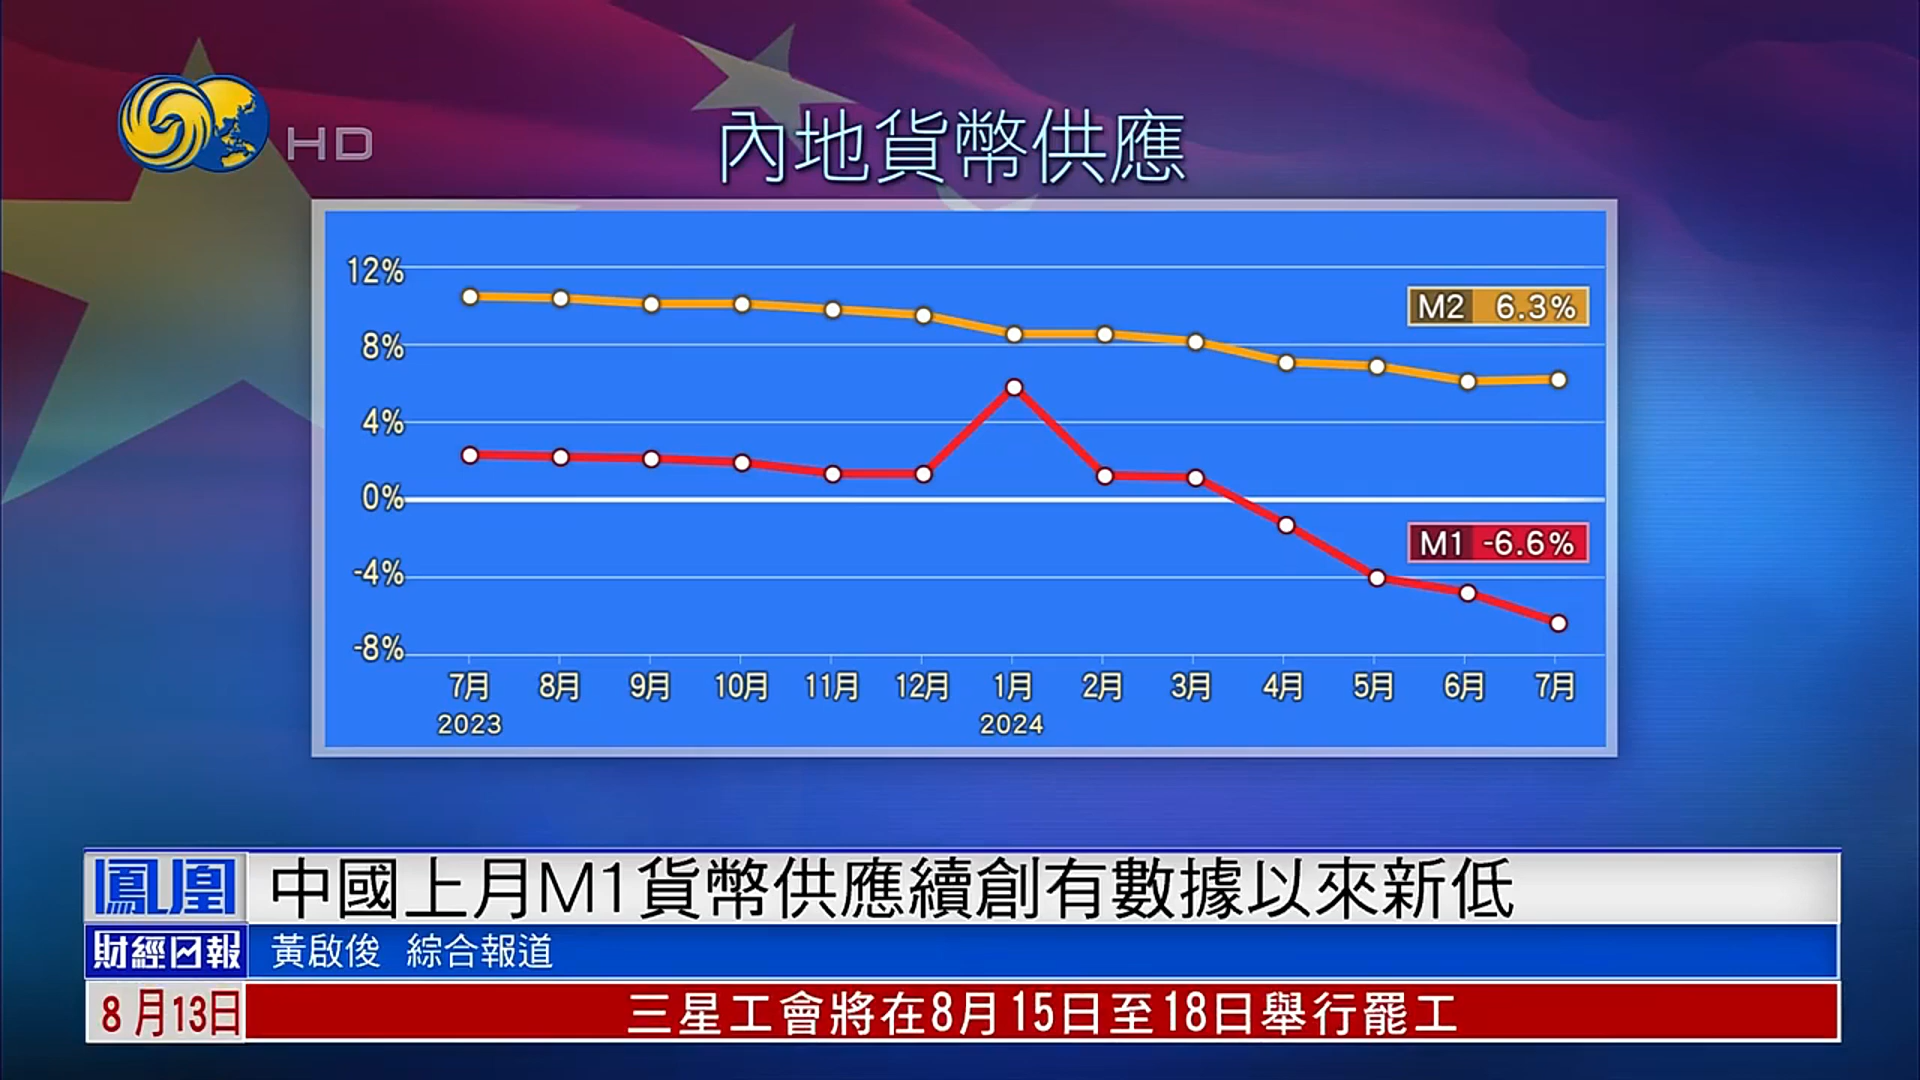 HD
內地貨幣供應
12%
8%
4%
0%
-4%
-8%
M2 6.3%
M1 -6.6%
7月 8月 9月 10月 11月 12月 1月 2月 3月 4月 5月 6月 7月
2023 2024
鳳凰
中國上月M1貨幣供應續創有數據以來新低
財經日報
黃啟俊 綜合報道
8月13日
三星工會將在8月15日至18日舉行罷工